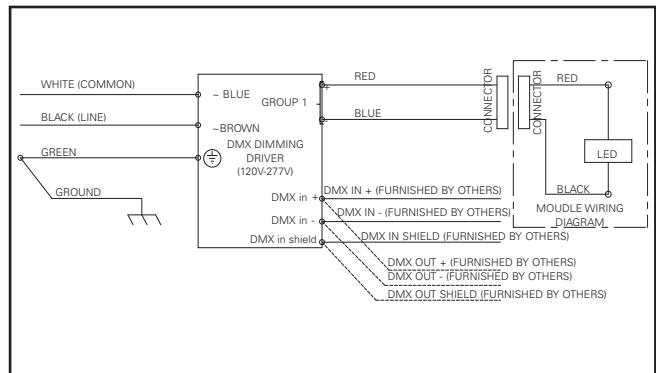 WHITE (COMMON)
BLACK (LINE)
GREEN
GROUND
~ BLUE
GROUP 1
~BROWN
DMX DIMMING
DRIVER
(120V-277V)
DMX in +
DMX in -
DMX in shield
+
-
RED
BLUE
CONNECTOR
CONNECTOR
RED
LED
BLACK
MOUDLE WIRING
DIAGRAM
DMX IN + (FURNISHED BY OTHERS)
DMX IN - (FURNISHED BY OTHERS)
DMX IN SHIELD (FURNISHED BY OTHERS)
DMX OUT + (FURNISHED BY OTHERS)
DMX OUT - (FURNISHED BY OTHERS)
DMX OUT SHIELD (FURNISHED BY OTHERS)